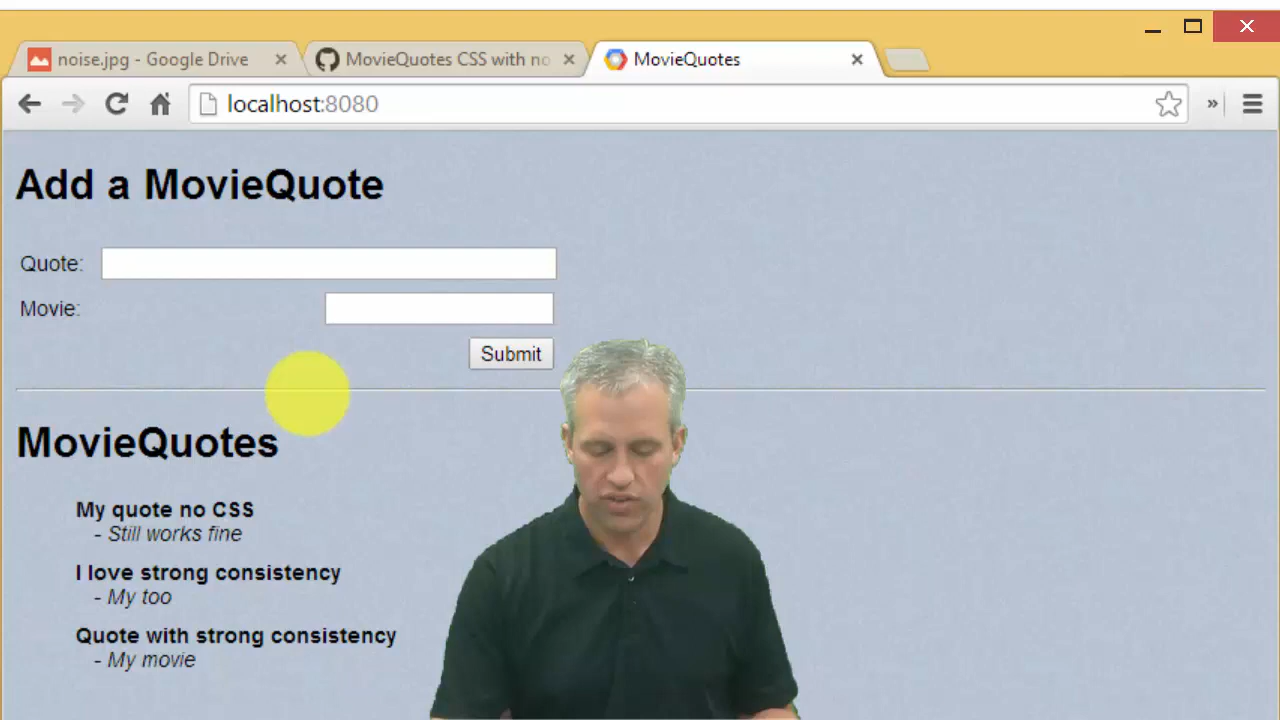 noise.jpg - Google Drive
MovieQuotes CSS with no
MovieQuotes
localhost:8080
Add a MovieQuote
Quote:
Movie:
Submit
MovieQuotes
My quote no CSS
- Still works fine
I love strong consistency
- My too
Quote with strong consistency
- My movie